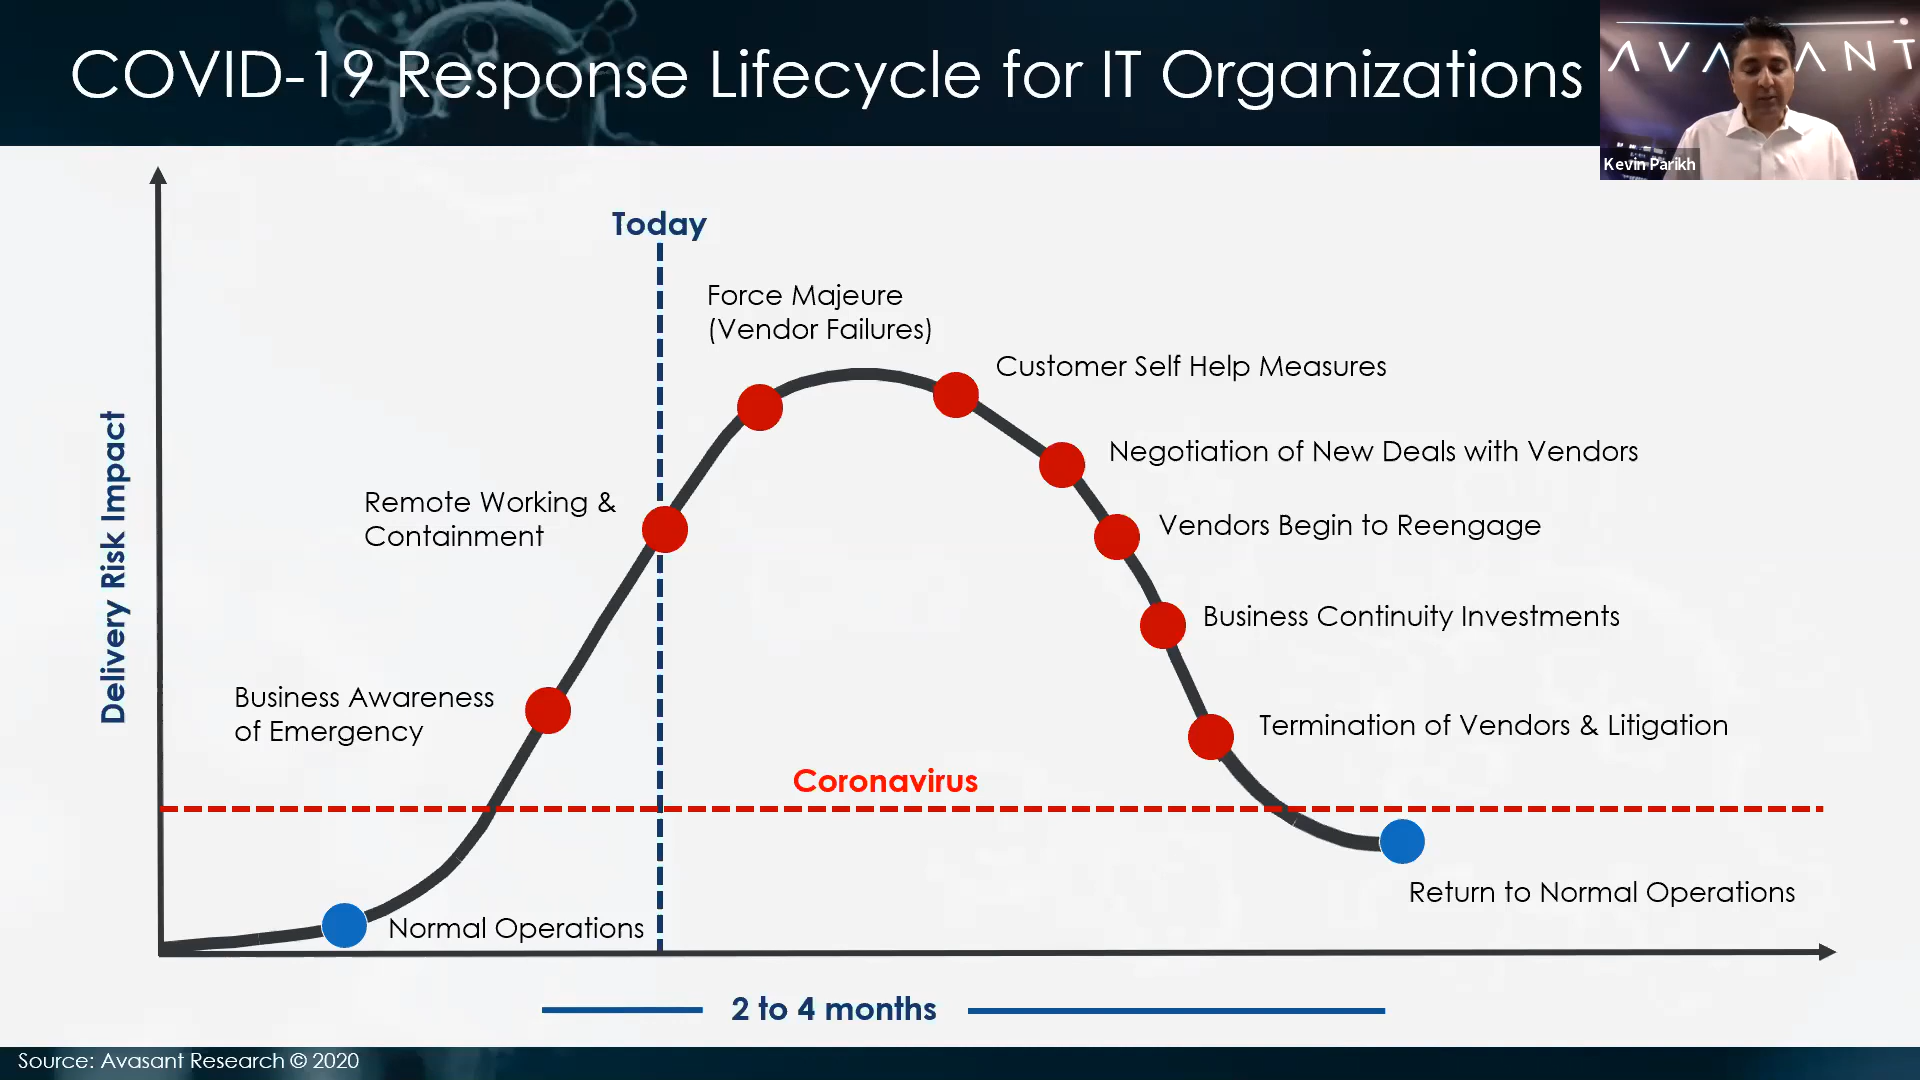 COVID-19 Response Lifecycle for IT Organizations
AVASANT
Kevin Parikh
Today
Force Majeure
(Vendor Failures)
Customer Self Help Measures
Negotiation of New Deals with Vendors
Remote Working &
Containment
Vendors Begin to Reengage
Delivery Risk Impact
Business Continuity Investments
Business Awareness
of Emergency
Termination of Vendors & Litigation
Coronavirus
Return to Normal Operations
Normal Operations
2 to 4 months
Source: Avasant Research © 2020